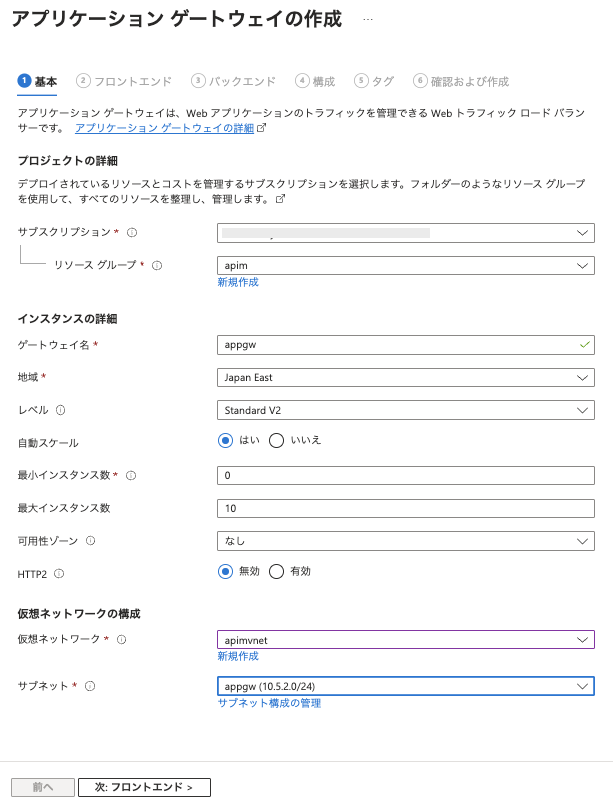 アプリケーション ゲートウェイの作成 …
1 基本 2 フロントエンド 3 バックエンド 4 構成 5 タグ 6 確認および作成
アプリケーション ゲートウェイは、Web アプリケーションのトラフィックを管理できる Web トラフィック ロード バラン
サーです。 アプリケーション ゲートウェイの詳細
プロジェクトの詳細
デプロイされているリソースとコストを管理するサブスクリプションを選択します。フォルダーのようなリソース グループ
を使用して、すべてのリソースを整理し、管理します。
サブスクリプション *
リソース グループ * apim
新規作成
インスタンスの詳細
ゲートウェイ名 * appgw
地域 * Japan East
レベル Standard V2
自動スケール はい いいえ
最小インスタンス数 * 0
最大インスタンス数 10
可用性ゾーン なし
HTTP2 無効 有効
仮想ネットワークの構成
仮想ネットワーク * apimvnet
新規作成
サブネット * appgw (10.5.2.0/24)
サブネット構成の管理
前へ 次: フロントエンド >